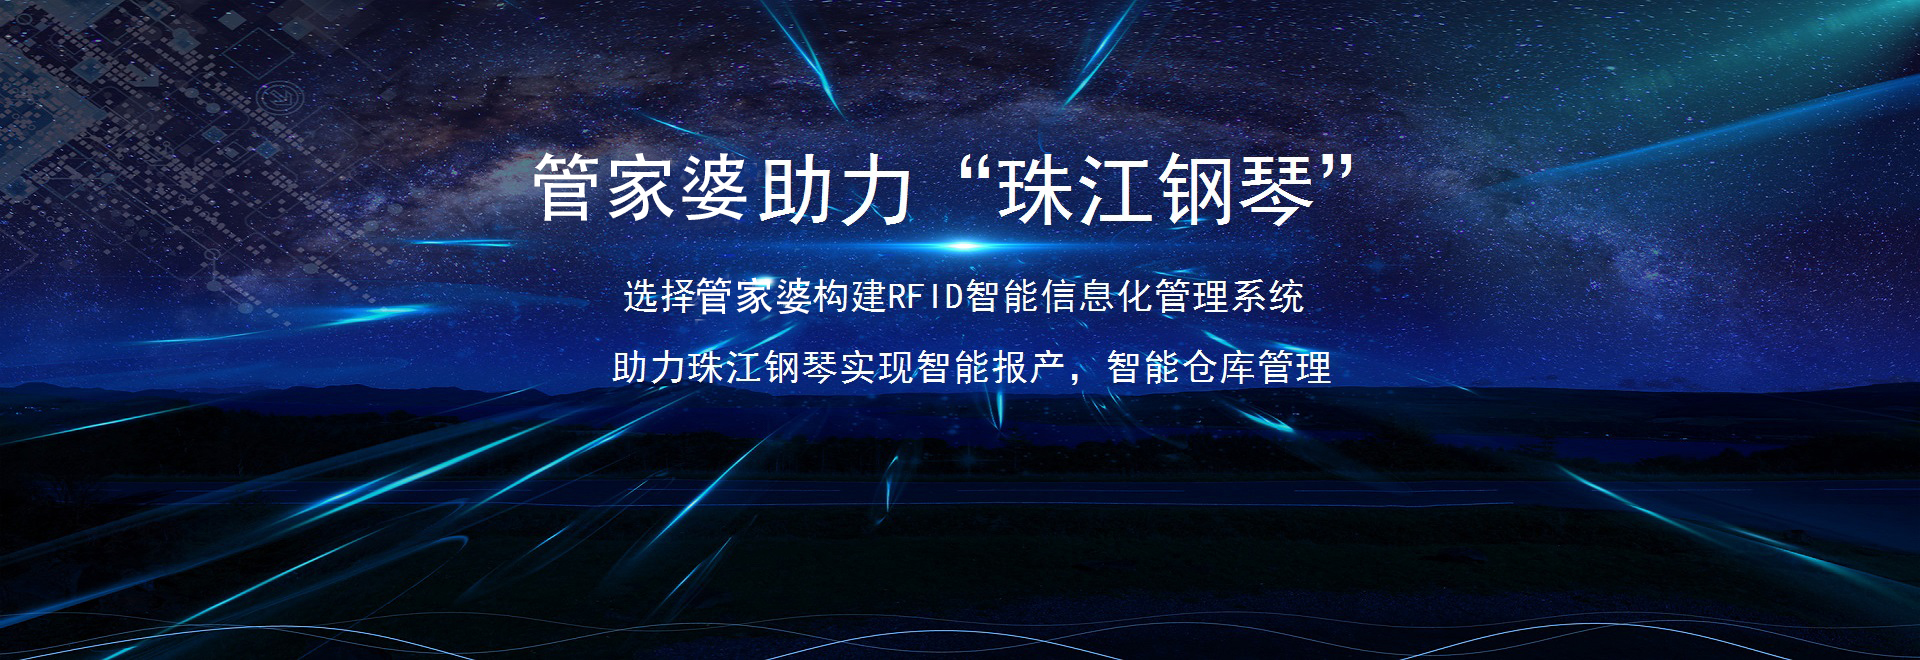 管家婆助力“珠江钢琴”
选择管家婆构建RFID智能信息化管理系统
助力珠江钢琴实现智能报产，智能仓库管理